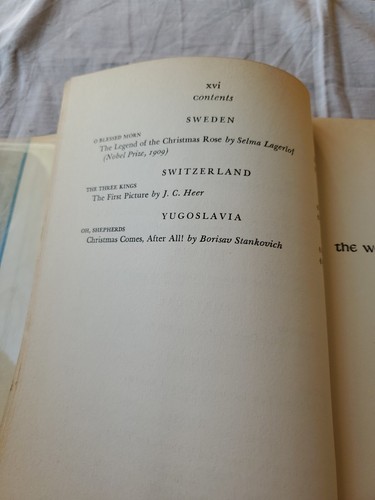 xvi
contents
SWEDEN
O BLESSED MORN
The Legend of the Christmas Rose by Selma Lagerlof
(Nobel Prize, 1909)
SWITZERLAND
THE THREE KINGS
The First Picture by J. C. Heer
YUGOSLAVIA
OH, SHEPHERDS
Christmas Comes, After All! by Borisav Stankovich
the w